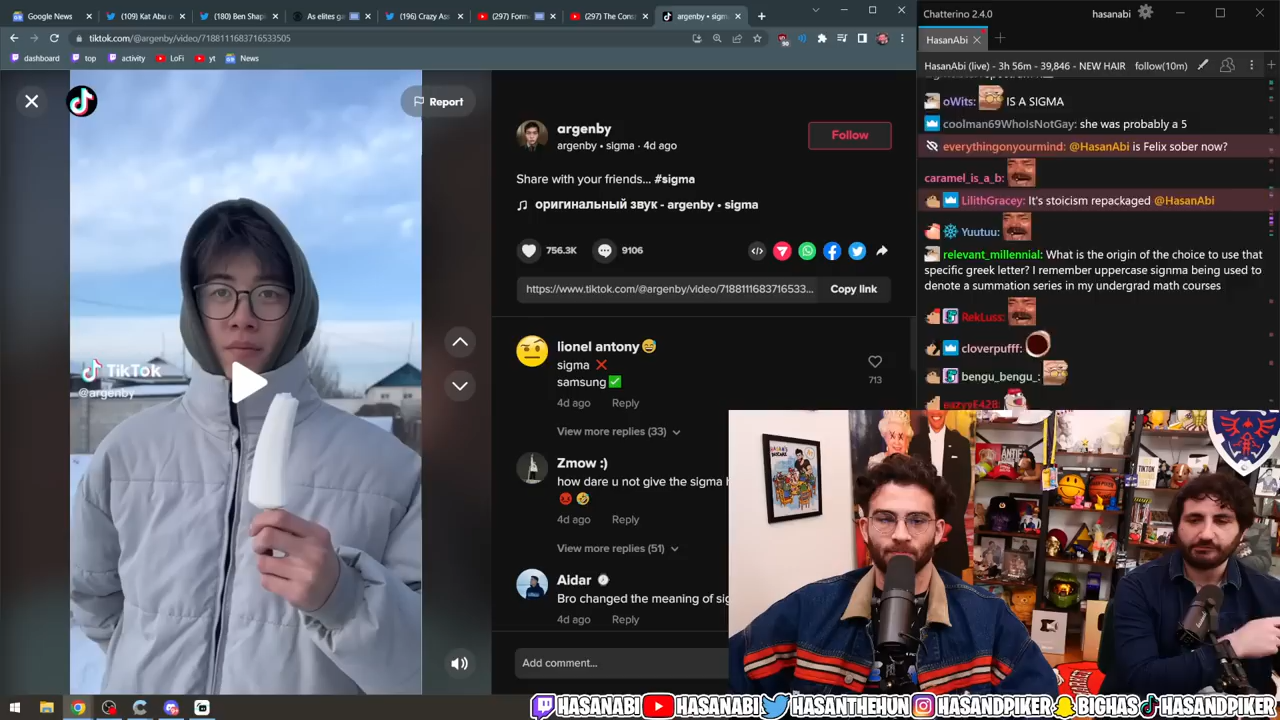 Google News
(109) Kat Abu o
(180) Ben Shap
As elites ga
(196) Crazy Ass
(297) Form
(297) The Cons
argenby • sigm
tiktok.com/@argenby/video/7188111683716533505
dashboard
top
activity
LoFi
yt
News
Report
TikTok
@argenby
argenby
argenby • sigma · 4d ago
Follow
Share with your friends... #sigma
оригинальный звук - argenby • sigma
756.3K
9106
https://www.tiktok.com/@argenby/video/7188111683716533...
Copy link
lionel antony😅
sigma ❌
samsung ✅
713
4d ago Reply
View more replies (33)
Zmow :)
how dare u not give the sigma
😡 🤣
4d ago Reply
View more replies (51)
Aidar
Bro changed the meaning of sig
4d ago Reply
Add comment...
Chatterino 2.4.0
hasanabi
HasanAbi
HasanAbi (live) - 3h 56m - 39,846 - NEW HAIR
follow(10m)
oWits: IS A SIGMA
coolman69WhoIsNotGay: she was probably a 5
everythingonyourmind: @HasanAbi is Felix sober now?
caramel_is_a_b:
LilithGracey: It's stoicism repackaged @HasanAbi
Yuutuu:
relevant_millennial: What is the origin of the choice to use that
specific greek letter? I remember uppercase signma being used to
denote a summation series in my undergrad math courses
RekLuss:
cloverpufff:
bengu_bengu_:
eazyyE428:
HASANABI
HASANABI
HASANTHEHUN
HASANDPIKER
BIGHAS
HASANDPIKER